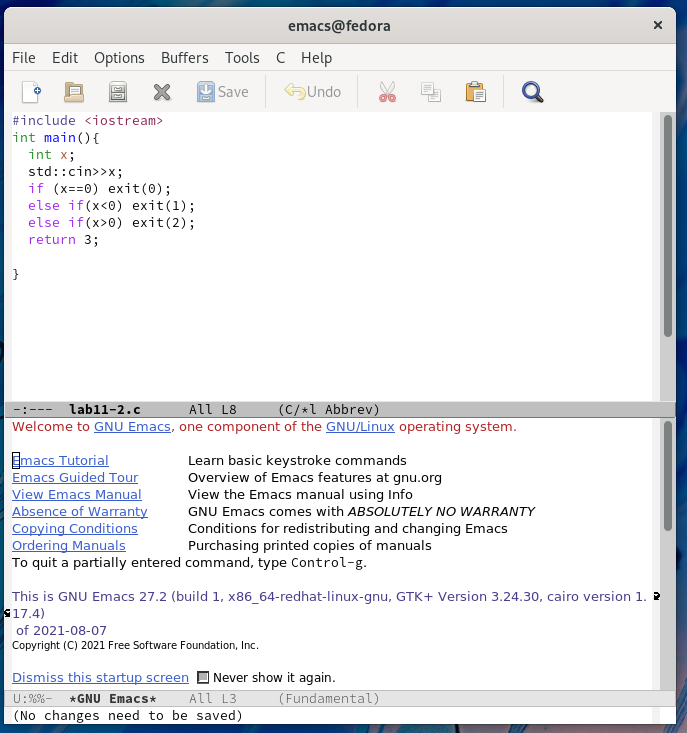 emacs@fedora
File Edit Options Buffers Tools C Help
Save Undo
#include <iostream>
int main(){
  int x;
  std::cin>>x;
  if (x==0) exit(0);
  else if(x<0) exit(1);
  else if(x>0) exit(2);
  return 3;
}
-:--- lab11-2.c All L8 (C/*l Abbrev)
Welcome to GNU Emacs, one component of the GNU/Linux operating system.
Emacs Tutorial Learn basic keystroke commands
Emacs Guided Tour Overview of Emacs features at gnu.org
View Emacs Manual View the Emacs manual using Info
Absence of Warranty GNU Emacs comes with ABSOLUTELY NO WARRANTY
Copying Conditions Conditions for redistributing and changing Emacs
Ordering Manuals Purchasing printed copies of manuals
To quit a partially entered command, type Control-g.
This is GNU Emacs 27.2 (build 1, x86_64-redhat-linux-gnu, GTK+ Version 3.24.30, cairo version 1.
17.4)
of 2021-08-07
Copyright (C) 2021 Free Software Foundation, Inc.
Dismiss this startup screen Never show it again.
U:%%- *GNU Emacs* All L3 (Fundamental)
(No changes need to be saved)